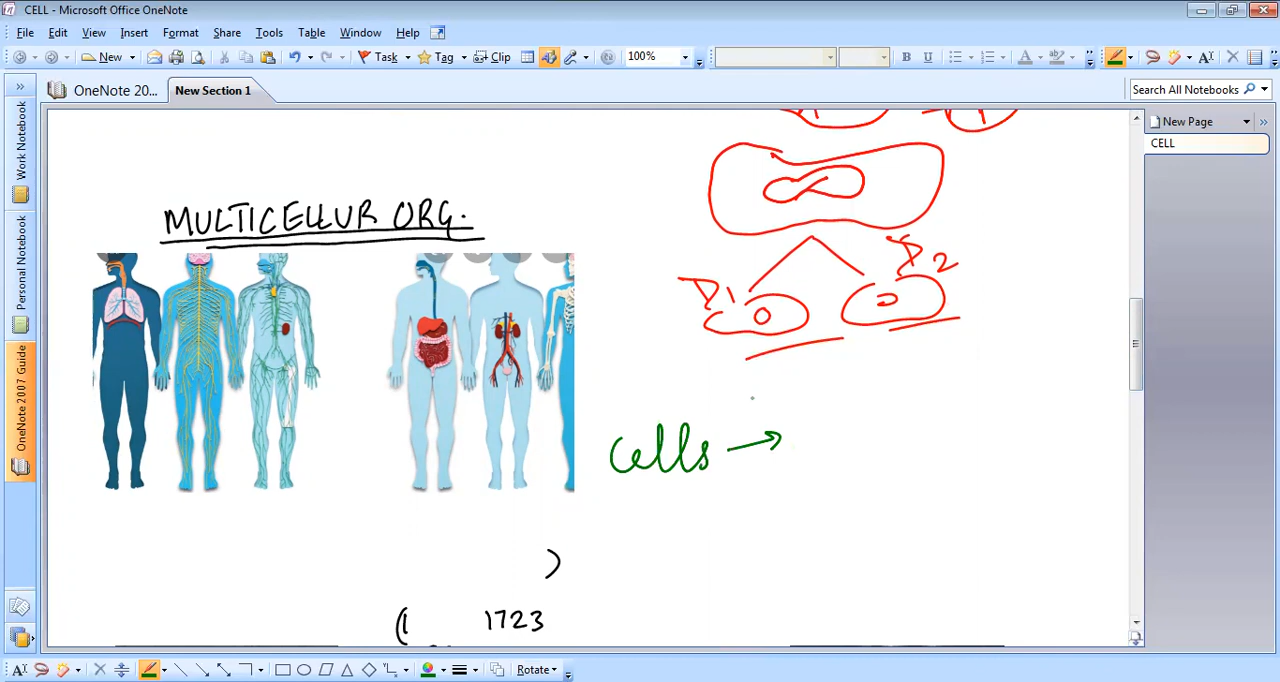 CELL - Microsoft Office OneNote
File Edit View Insert Format Share Tools Table Window Help
New Task Tag Clip 100% B U A
OneNote 20... New Section 1 Search All Notebooks
New Page
CELL
Work Notebook
Personal Notebook
OneNote 2007 Guide
MULTICELLUR ORG.
D1 D2
Cells →
)
(1 1723
Rotate